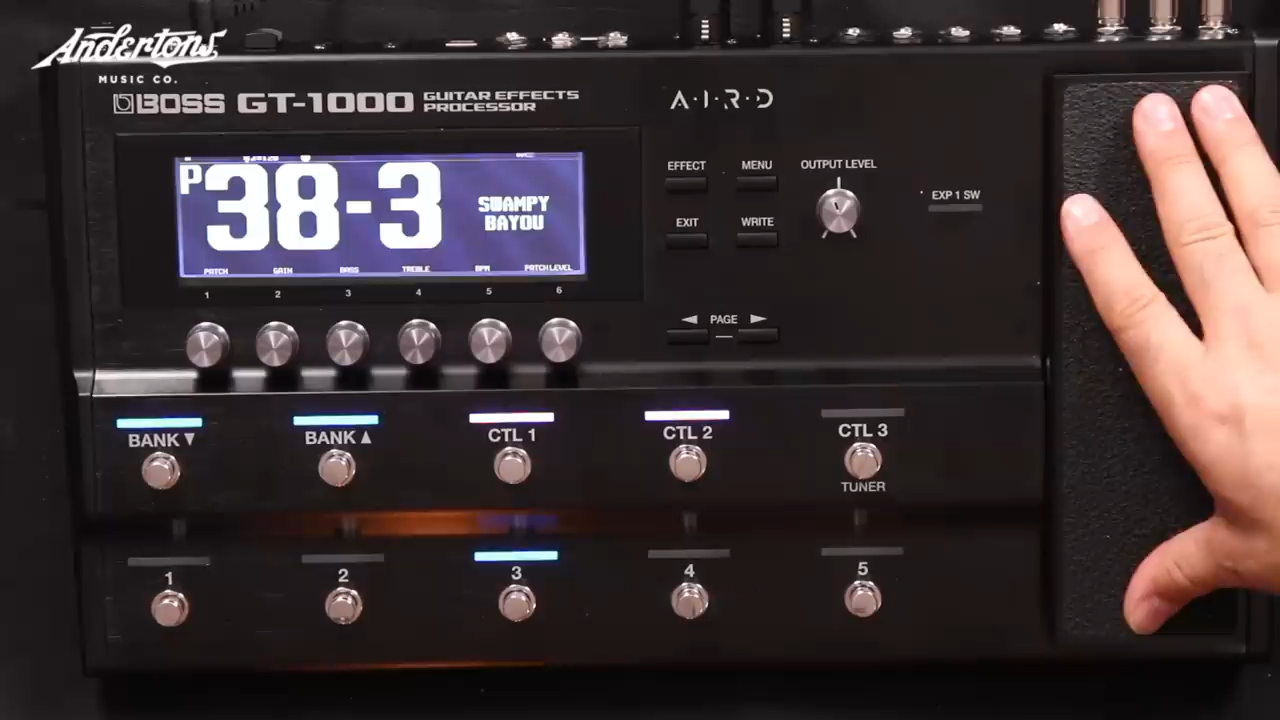 Andertons
MUSIC CO.
BOSS GT-1000 GUITAR EFFECTS PROCESSOR
A·I·R·D
P38-3
SWAMPY
BAYOU
PATCH GAIN BASS TREBLE BPM PATCH LEVEL
1 2 3 4 5 6
EFFECT MENU OUTPUT LEVEL
EXP 1 SW
EXIT WRITE
◀ PAGE ▶
BANK ▼ BANK ▲ CTL 1 CTL 2 CTL 3
TUNER
1 2 3 4 5